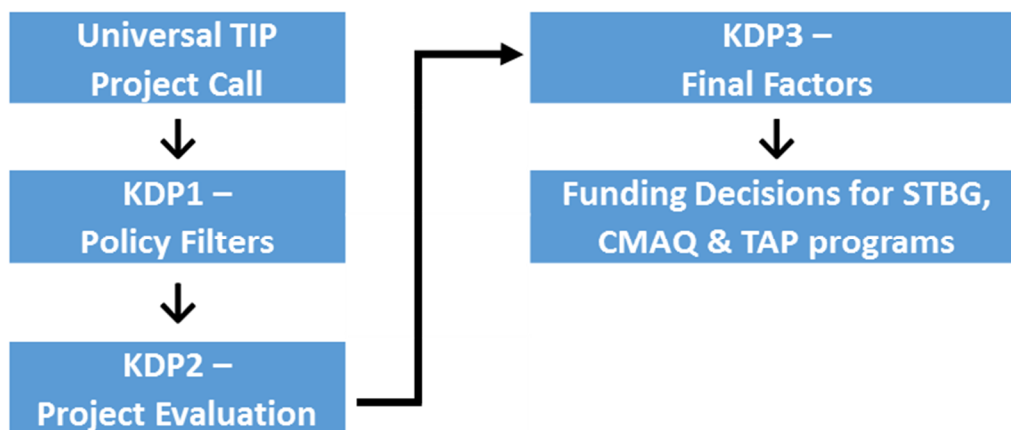 Universal TIP
Project Call
KDP1 –
Policy Filters
KDP2 –
Project Evaluation
KDP3 –
Final Factors
Funding Decisions for STBG,
CMAQ & TAP programs